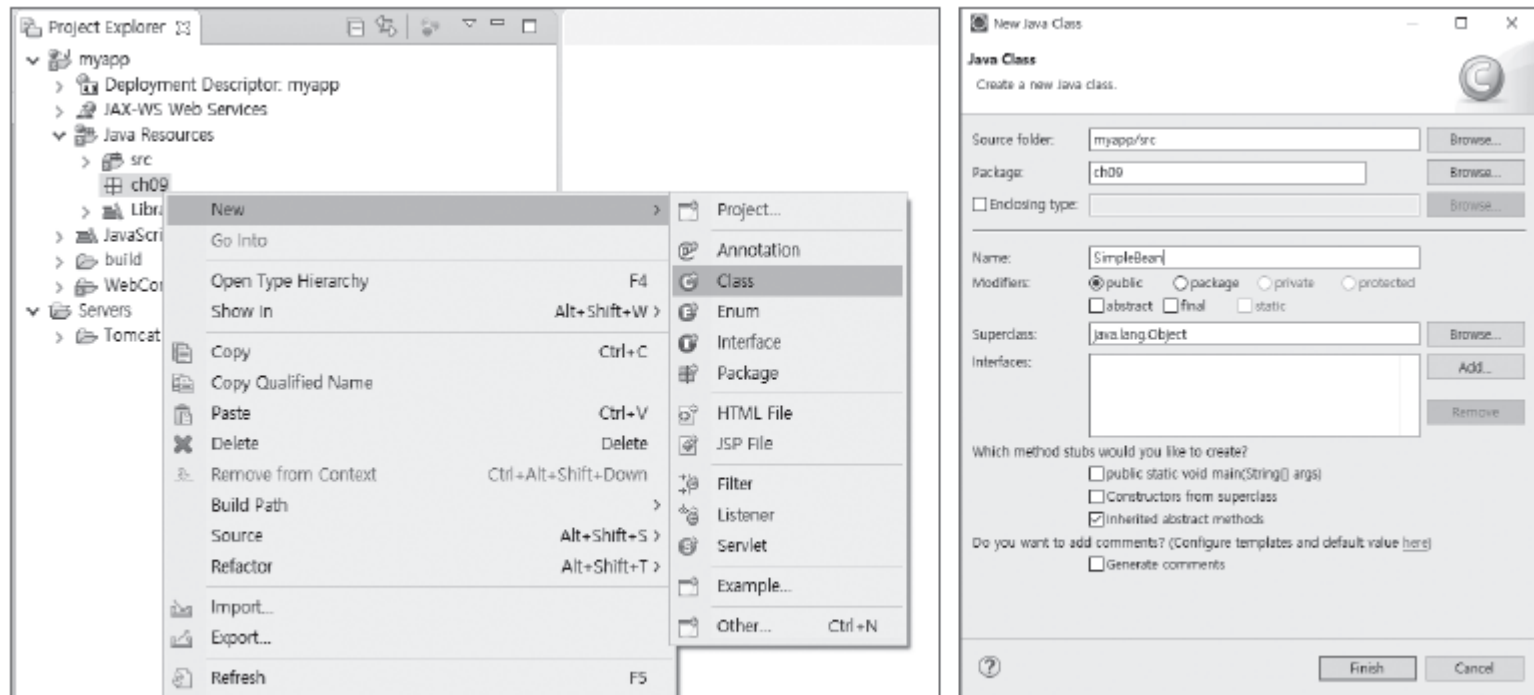 Project Explorer
myapp
Deployment Descriptor: myapp
JAX-WS Web Services
Java Resources
src
ch09
Libra
JavaScri
build
WebCon
Servers
Tomcat
New
Go Into
Open Type Hierarchy F4
Show In Alt+Shift+W >
Copy Ctrl+C
Copy Qualified Name
Paste Ctrl+V
Delete Delete
Remove from Context Ctrl+Alt+Shift+Down
Build Path >
Source Alt+Shift+S >
Refactor Alt+Shift+T >
Import...
Export...
Refresh F5
Project...
Annotation
Class
Enum
Interface
Package
HTML File
JSP File
Filter
Listener
Servlet
Example...
Other... Ctrl+N
New Java Class
Java Class
Create a new Java class.
Source folder: myapp/src Browse...
Package: ch09 Browse...
Enclosing type: Browse...
Name: SimpleBean
Modifiers: public package private protected
abstract final static
Superclass: java.lang.Object Browse...
Interfaces: Add...
Remove
Which method stubs would you like to create?
public static void main(String[] args)
Constructors from superclass
Inherited abstract methods
Do you want to add comments? (Configure templates and default value here)
Generate comments
Finish Cancel